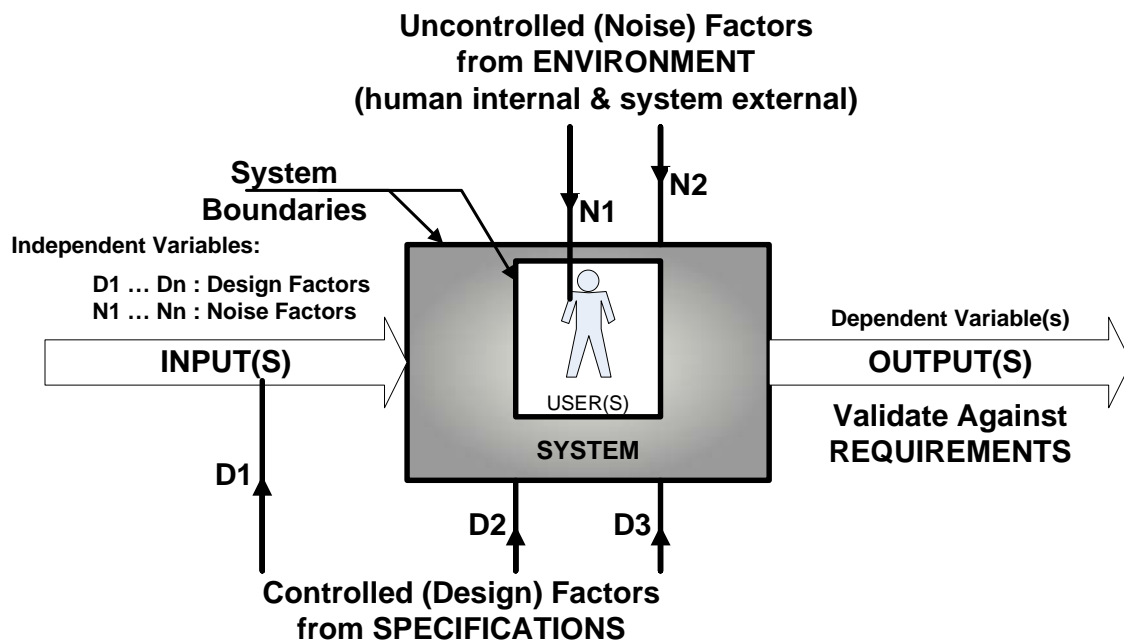 Uncontrolled (Noise) Factors
from ENVIRONMENT
(human internal & system external)
System
Boundaries
N1
N2
Independent Variables:
D1 … Dn : Design Factors
N1 … Nn : Noise Factors
INPUT(S)
USER(S)
SYSTEM
Dependent Variable(s)
OUTPUT(S)
Validate Against
REQUIREMENTS
D1
D2
D3
Controlled (Design) Factors
from SPECIFICATIONS